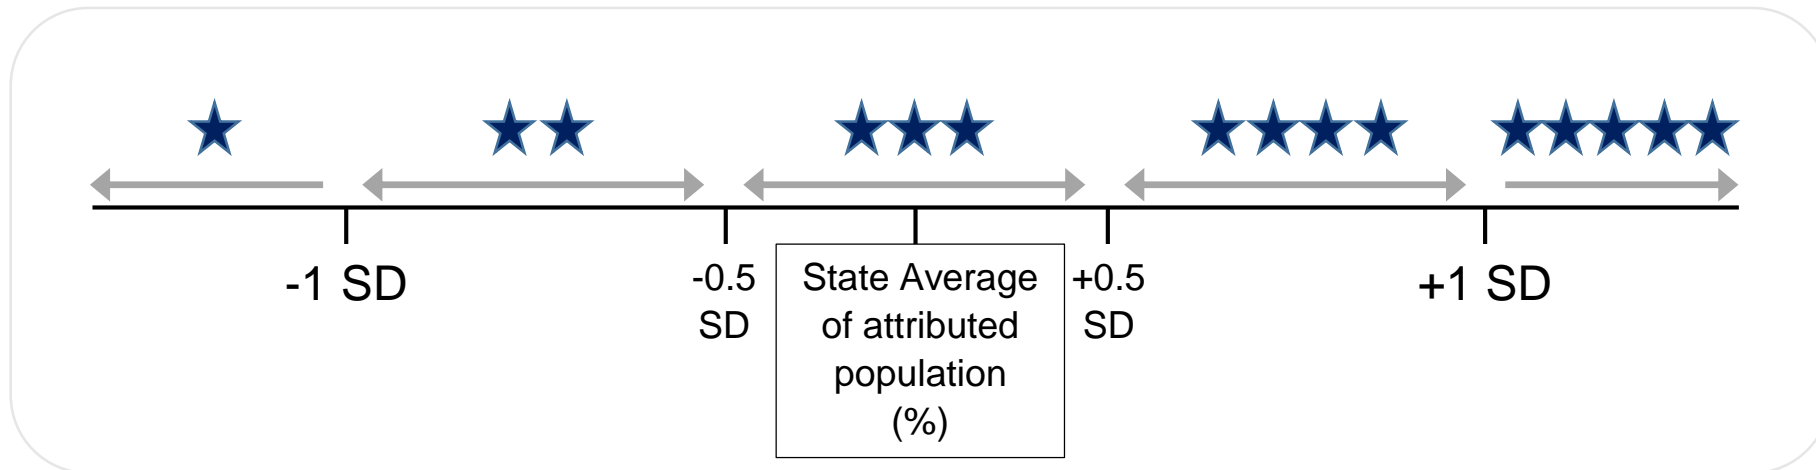 -1 SD
-0.5
SD
State Average
of attributed
population
(%)
+0.5
SD
+1 SD